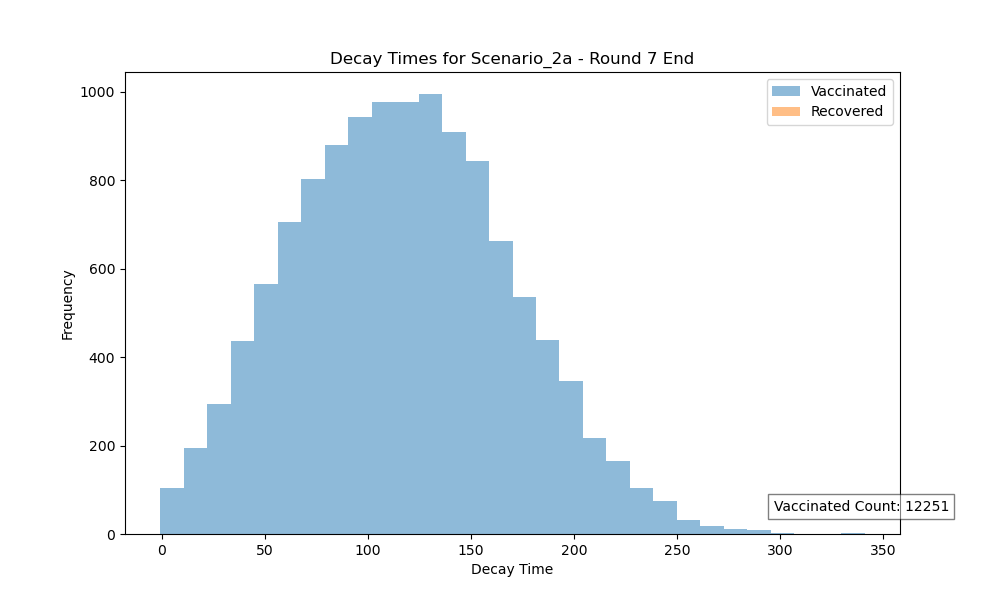 Decay Times for Scenario_2a - Round 7 End
Vaccinated
Recovered
Frequency
1000
800
600
400
200
0
Vaccinated Count: 12251
0 50 100 150 200 250 300 350
Decay Time